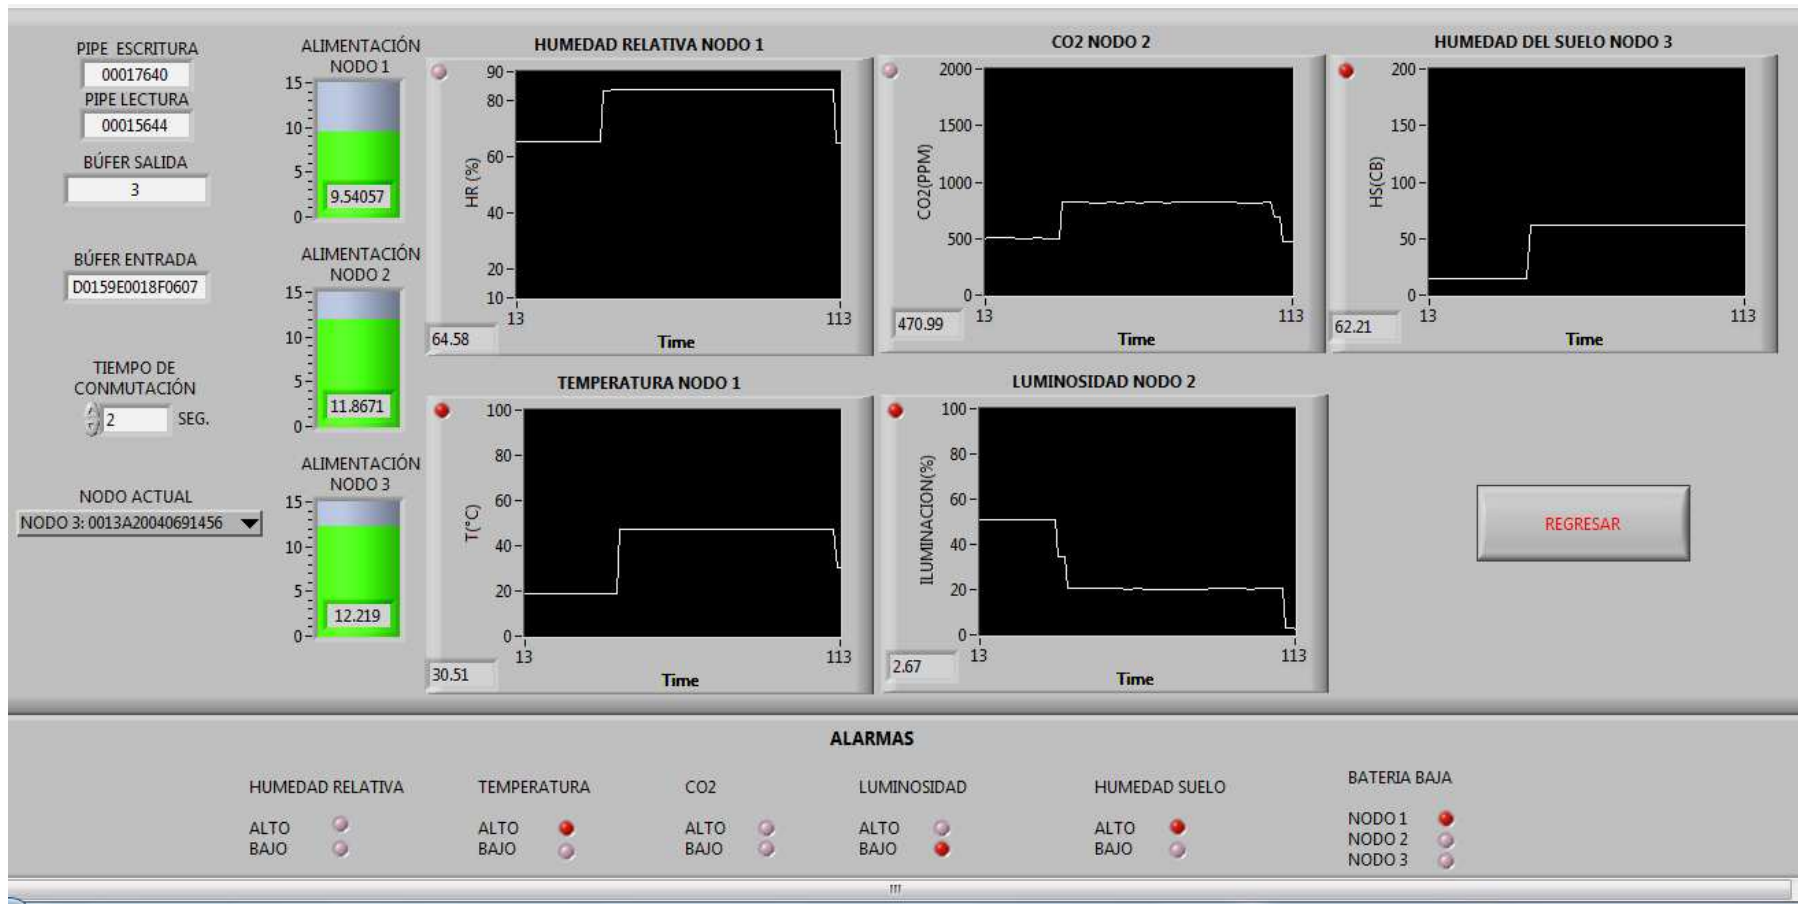 PIPE ESCRITURA
00017640
PIPE LECTURA
00015644
BÚFER SALIDA
3
BÚFER ENTRADA
D0159E0018F0607
TIEMPO DE
CONMUTACIÓN
2 SEG.
NODO ACTUAL
NODO 3: 0013A20040691456
ALIMENTACIÓN
NODO 1
15
10
5
0
9.54057
ALIMENTACIÓN
NODO 2
15
10
5
0
11.8671
ALIMENTACIÓN
NODO 3
15
10
5
0
12.219
HUMEDAD RELATIVA NODO 1
HR (%)
90
80
60
40
20
10
13 113
Time
64.58
CO2 NODO 2
CO2(PPM)
2000
1500
1000
500
0
13 113
Time
470.99
HUMEDAD DEL SUELO NODO 3
HS(CB)
200
150
100
50
0
13 113
Time
62.21
TEMPERATURA NODO 1
T(°C)
100
80
60
40
20
0
13 113
Time
30.51
LUMINOSIDAD NODO 2
ILUMINACION(%)
100
80
60
40
20
0
13 113
Time
2.67
REGRESAR
ALARMAS
HUMEDAD RELATIVA
ALTO
BAJO
TEMPERATURA
ALTO
BAJO
CO2
ALTO
BAJO
LUMINOSIDAD
ALTO
BAJO
HUMEDAD SUELO
ALTO
BAJO
BATERIA BAJA
NODO 1
NODO 2
NODO 3